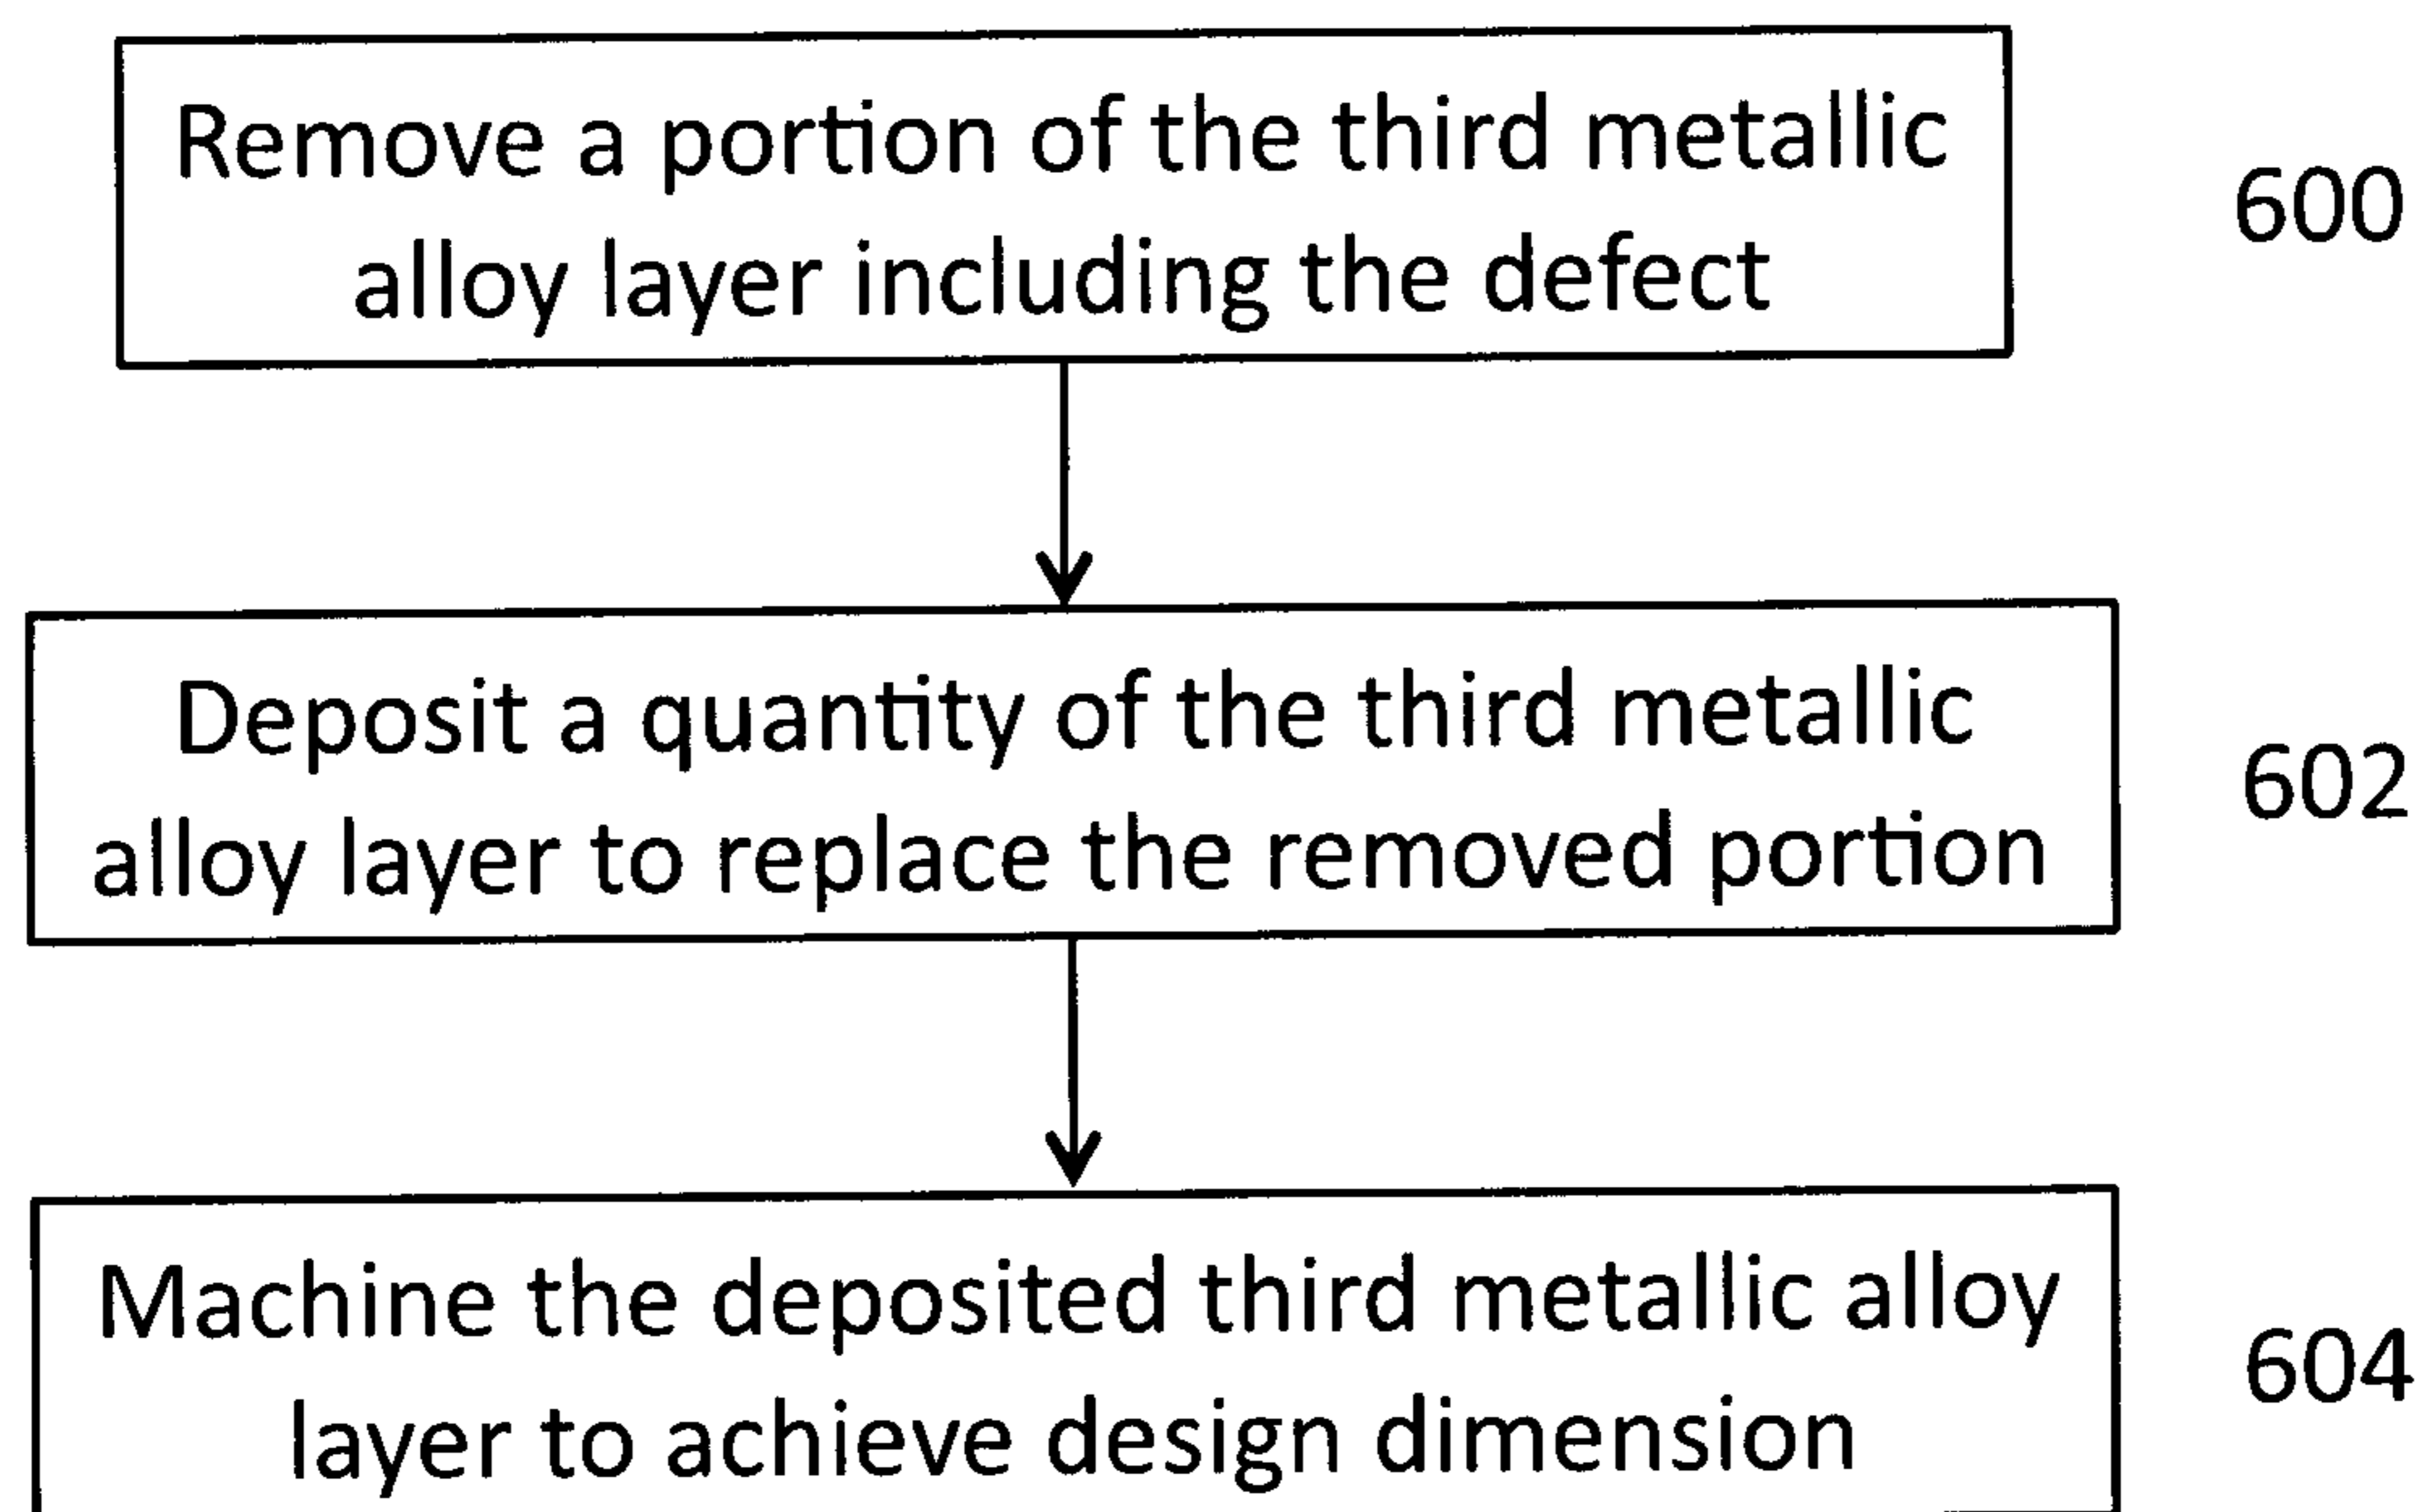 Remove a portion of the third metallic
alloy layer including the defect
600
Deposit a quantity of the third metallic
alloy layer to replace the removed portion
602
Machine the deposited third metallic alloy
layer to achieve design dimension
604